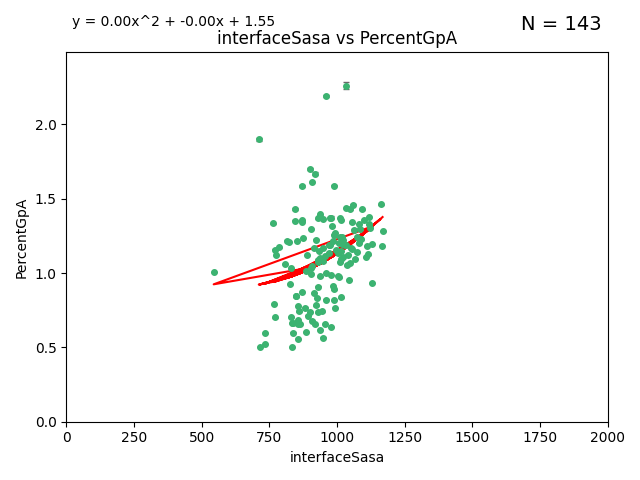 y = 0.00x^2 + -0.00x + 1.55
N = 143
interfaceSasa vs PercentGpA
PercentGpA
2.0
1.5
1.0
0.5
0.0
0 250 500 750 1000 1250 1500 1750 2000
interfaceSasa